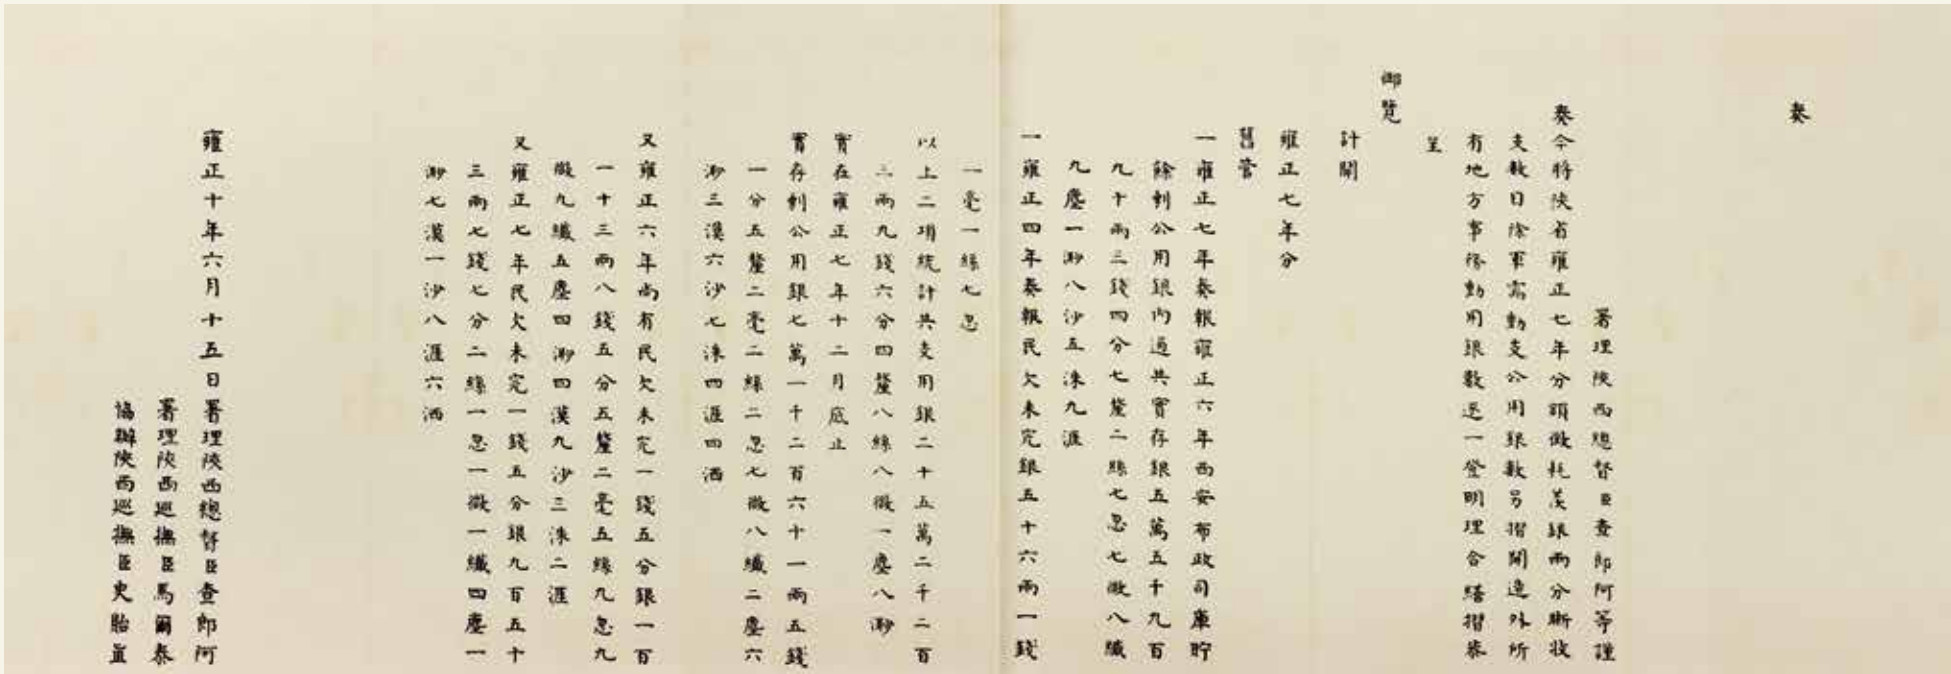 奏
署理陝西總督臣查郎阿等謹
奏今將陝省雍正七年分額徵耗羨銀兩分晰收
支數目除軍需動支公用銀數另摺開造外所
有地方事務動用銀數逐一登明理合繕摺恭
呈
御覽
計開
雍正七年分
舊管
一雍正七年奏報雍正六年西安布政司庫貯
餘剩公用銀內通共實存銀五萬五千九百
九十兩三錢四分七釐二絲七忽七微八纖
九塵一渺八沙五洙九涯
一雍正四年奏報民欠未完銀五十六兩一錢
一毫一絲七忽
以上二項統計共支用銀二十五萬二千二百
二兩九錢六分四釐八絲八微一塵八渺
實在雍正七年十二月底止
實存剩公用銀七萬一千二百六十一兩五錢
一分五釐二毫二絲二忽七微八纖二塵六
渺三漠六沙七洙四涯四洒
又雍正六年尚有民欠未完一錢五分銀一百
一十三兩八錢五分五釐二毫五絲九忽九
微九纖五塵四渺四漠九沙三洙二涯
又雍正七年民欠未完一錢五分銀九百五十
三兩七錢七分二絲一忽一微一纖四塵一
渺七漠一沙八涯六洒
雍正十年六月十五日署理陝西總督臣查郎阿
署理陝西巡撫臣馬爾泰
協辦陝西巡撫臣史貽直